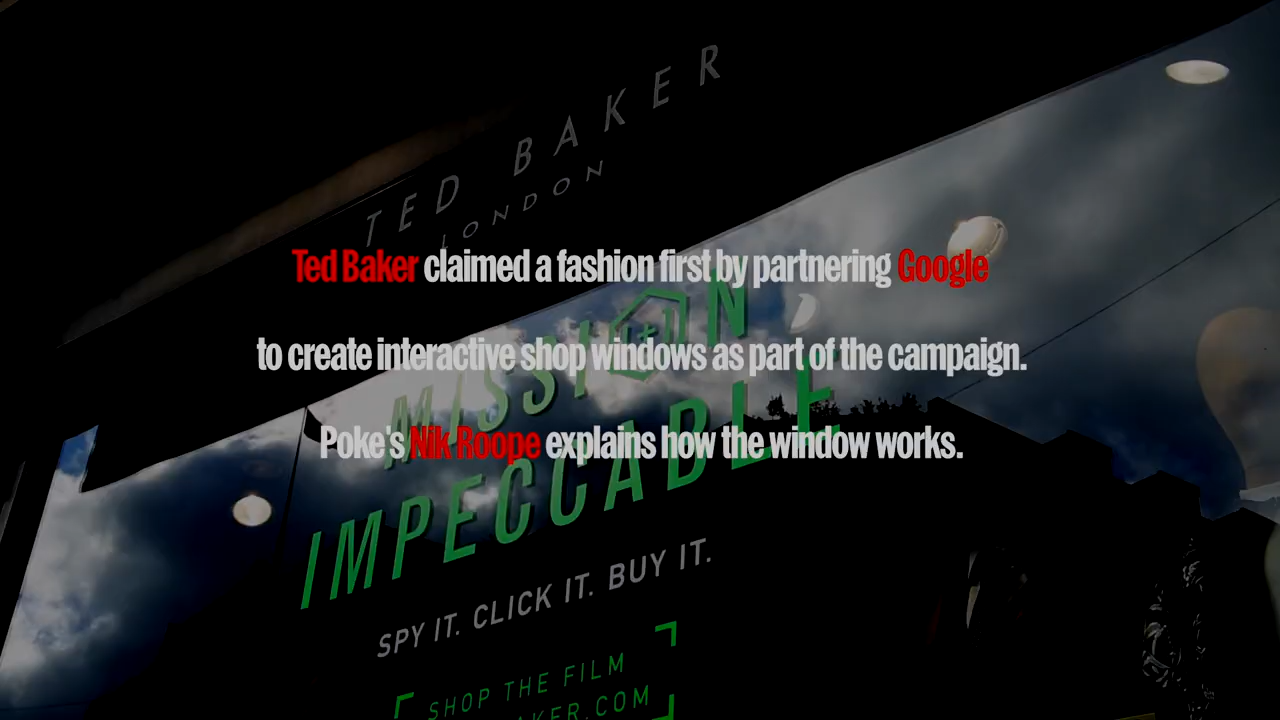 TED BAKER
LONDON
Ted Baker claimed a fashion first by partnering Google
to create interactive shop windows as part of the campaign.
Poke's Nik Roope explains how the window works.
MISSION
IMPECCABLE
SPY IT. CLICK IT. BUY IT.
SHOP THE FILM
KER.COM